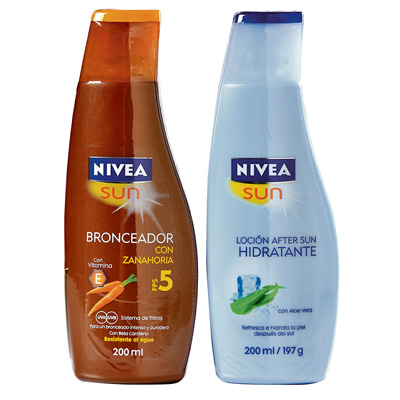 NIVEA
sun
BRONCEADOR
CON
ZANAHORIA
Con
Vitamina
E
FPS 5
UVA UVB Sistema de filtros
Para un bronceado intenso y duradero
Con Beta Caroteno
Resistente al agua
200 ml
NIVEA
sun
LOCIÓN AFTER SUN
HIDRATANTE
con Aloe Vera
Refresca e hidrata la piel
después del sol
200 ml / 197 g